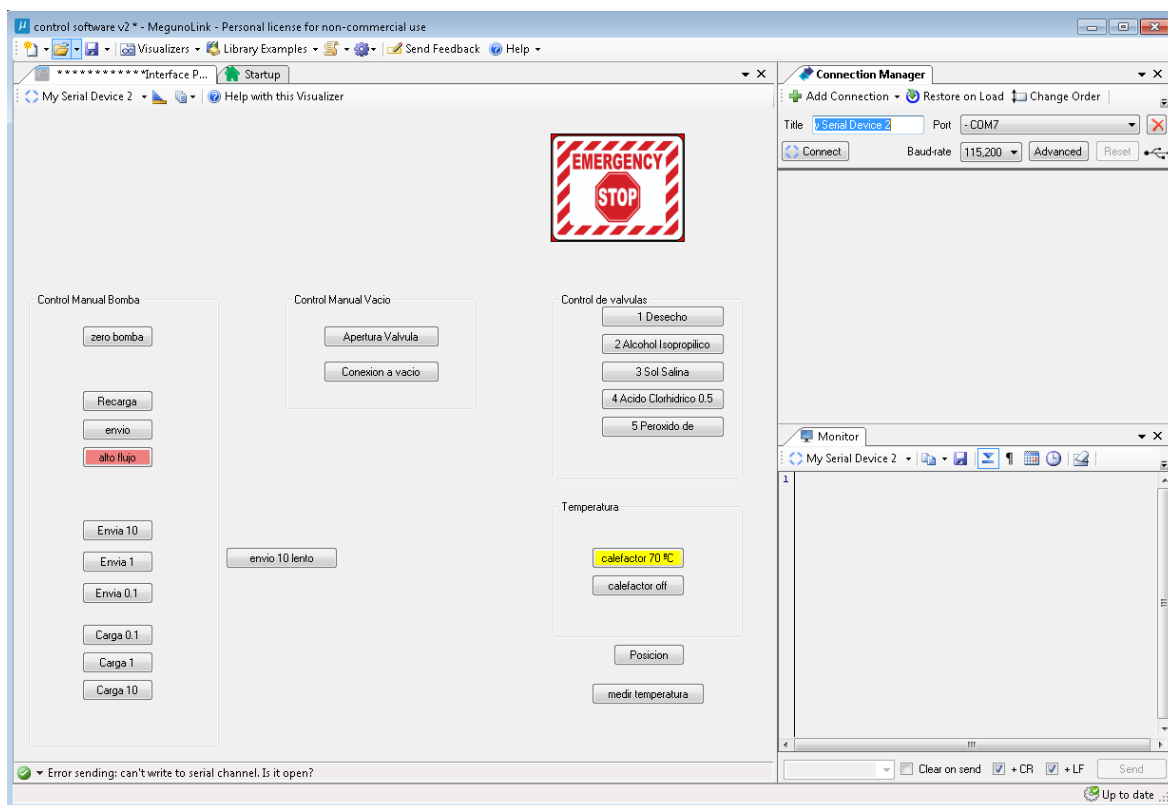 control software v2 * - MegunoLink - Personal license for non-commercial use
Visualizers Library Examples Send Feedback Help
************Interface P... Startup
My Serial Device 2 Help with this Visualizer
EMERGENCY
STOP
Control Manual Bomba
zero bomba
Recarga
envio
alto flujo
Envia 10
Envia 1
Envia 0.1
Carga 0.1
Carga 1
Carga 10
envio 10 lento
Control Manual Vacio
Apertura Valvula
Conexion a vacio
Control de valvulas
1 Desecho
2 Alcohol Isopropilico
3 Sol Salina
4 Acido Clorhidrico 0.5
5 Peroxido de
Temperatura
calefactor 70 ºC
calefactor off
Posicion
medir temperatura
Error sending: can't write to serial channel. Is it open?
Connection Manager
Add Connection Restore on Load Change Order
Title Serial Device 2 Port - COM7
Connect Baud-rate 115,200 Advanced Reset
Monitor
My Serial Device 2
1
Clear on send + CR + LF Send
Up to date